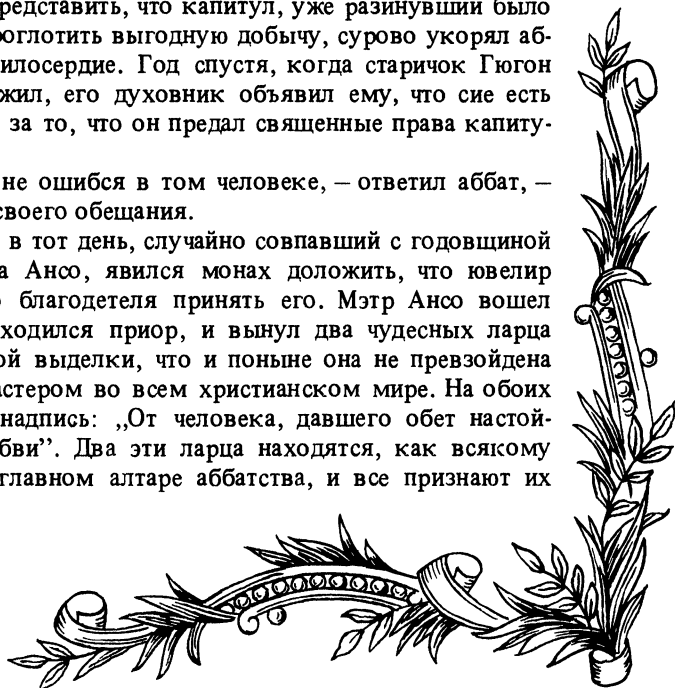 редставить, что капитул, уже разинувший было
роглотить выгодную добычу, сурово укорял аб-
илосердие. Год спустя, когда старичок Гюгон
жил, его духовник объявил ему, что сие есть
за то, что он предал священные права капиту-
не ошибся в том человеке, – ответил аббат, –
своего обещания.
в тот день, случайно совпавший с годовщиной
а Ансо, явился монах доложить, что ювелир
о благодетеля принять его. Мэтр Ансо вошел
ходился приор, и вынул два чудесных ларца
ой выделки, что и поныне она не превзойдена
астером во всем христианском мире. На обоих
надпись: „От человека, давшего обет настой-
бви”. Два эти ларца находятся, как всякому
главном алтаре аббатства, и все признают их